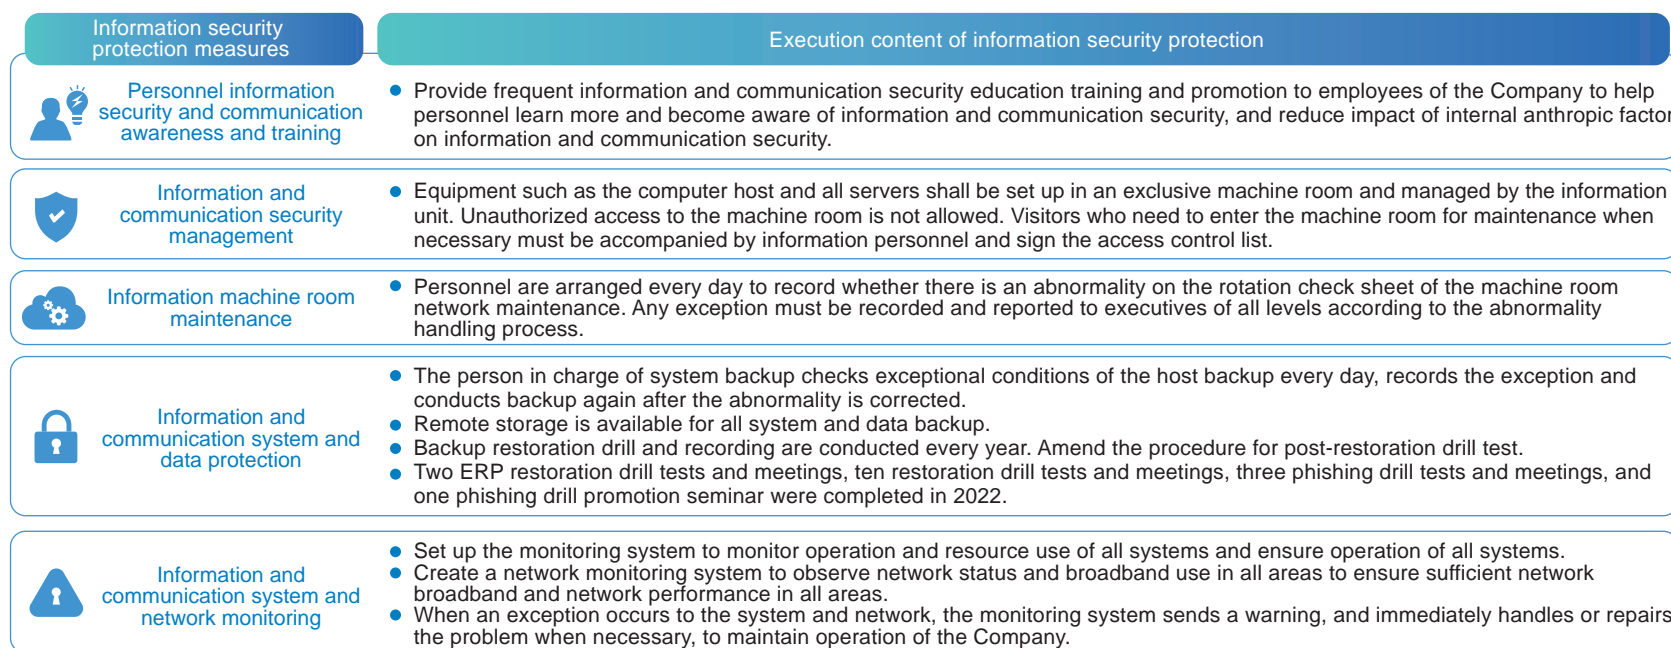 Information security
protection measures
Execution content of information security protection
Personnel information
security and communication
awareness and training
● Provide frequent information and communication security education training and promotion to employees of the Company to help
personnel learn more and become aware of information and communication security, and reduce impact of internal anthropic factor
on information and communication security.
Information and
communication security
management
● Equipment such as the computer host and all servers shall be set up in an exclusive machine room and managed by the information
unit. Unauthorized access to the machine room is not allowed. Visitors who need to enter the machine room for maintenance when
necessary must be accompanied by information personnel and sign the access control list.
Information machine room
maintenance
● Personnel are arranged every day to record whether there is an abnormality on the rotation check sheet of the machine room
network maintenance. Any exception must be recorded and reported to executives of all levels according to the abnormality
handling process.
Information and
communication system and
data protection
● The person in charge of system backup checks exceptional conditions of the host backup every day, records the exception and
conducts backup again after the abnormality is corrected.
● Remote storage is available for all system and data backup.
● Backup restoration drill and recording are conducted every year. Amend the procedure for post-restoration drill test.
● Two ERP restoration drill tests and meetings, ten restoration drill tests and meetings, three phishing drill tests and meetings, and
one phishing drill promotion seminar were completed in 2022.
Information and
communication system and
network monitoring
● Set up the monitoring system to monitor operation and resource use of all systems and ensure operation of all systems.
● Create a network monitoring system to observe network status and broadband use in all areas to ensure sufficient network
broadband and network performance in all areas.
● When an exception occurs to the system and network, the monitoring system sends a warning, and immediately handles or repairs
the problem when necessary, to maintain operation of the Company.